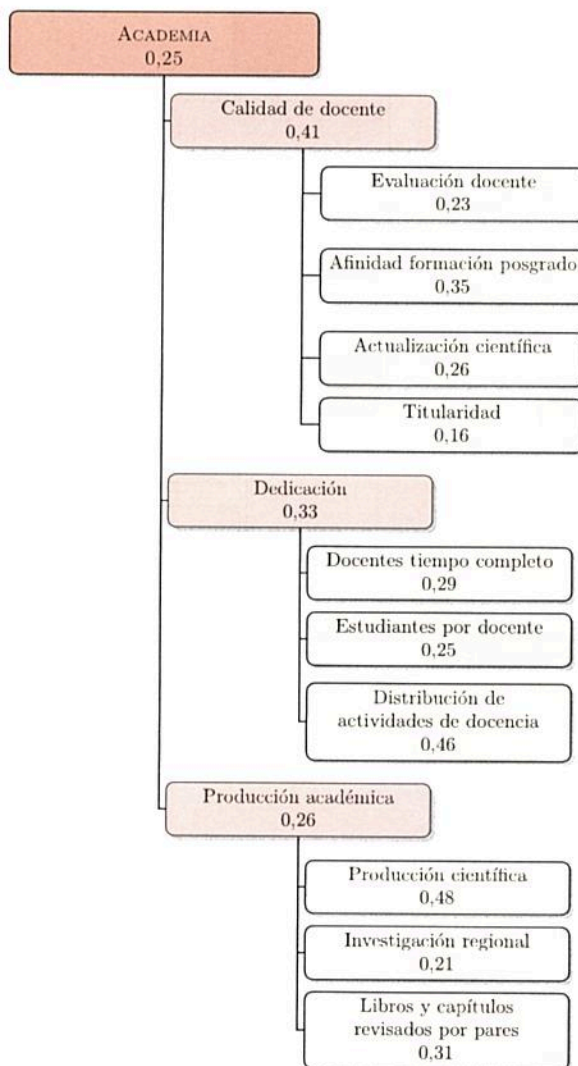 ACADEMIA
0,25
Calidad de docente
0,41
Evaluación docente
0,23
Afinidad formación posgrado
0,35
Actualización científica
0,26
Titularidad
0,16
Dedicación
0,33
Docentes tiempo completo
0,29
Estudiantes por docente
0,25
Distribución de
actividades de docencia
0,46
Producción académica
0,26
Producción científica
0,48
Investigación regional
0,21
Libros y capítulos
revisados por pares
0,31